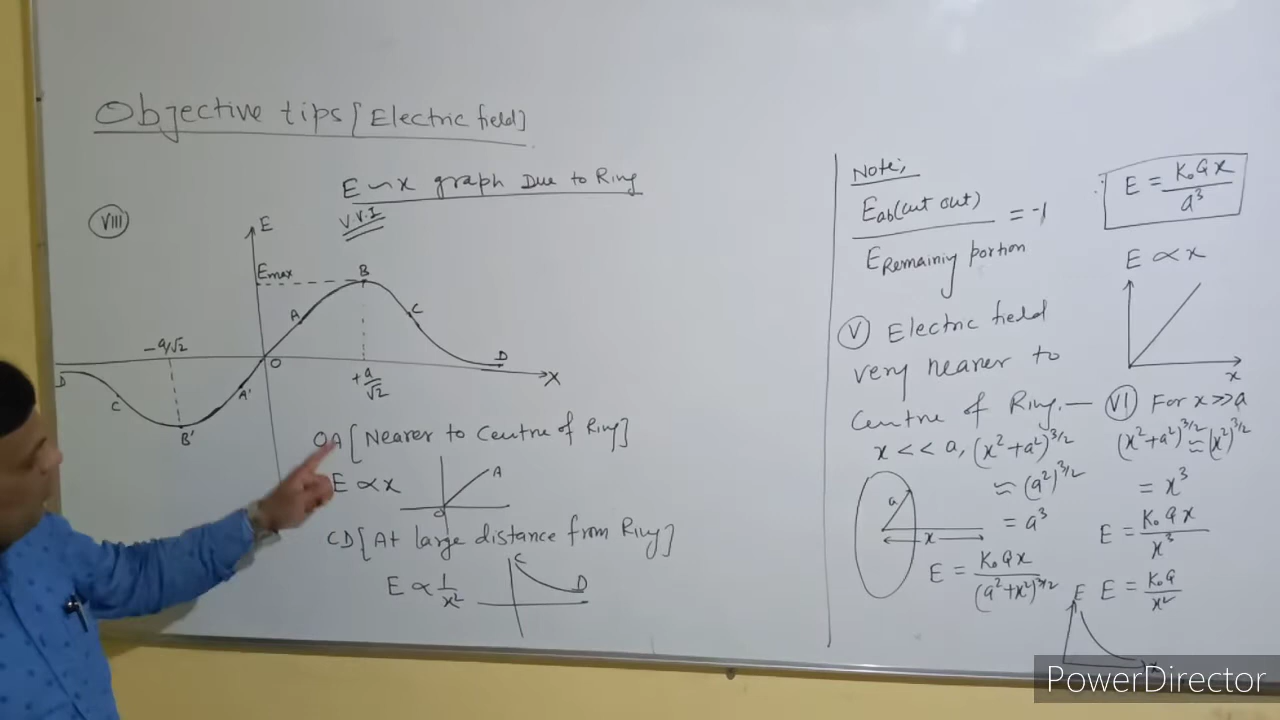 Objective tips [Electric field]
E ~ x graph Due to Ring
V.V.I
VIII
E
Emax
B
A
C
-a/√2
O
D
X
+a/√2
D
C
B'
A'
OA [Nearer to Centre of Ring]
E ∝ x
A
O
CD [At large distance from Ring]
E ∝ 1/x²
C
D
Note;
Eab(cut out) / ERemaining portion = -1
E = K₀Qx / a³
E ∝ x
x
V Electric field
very nearer to
Centre of Ring.—
x << a, (x²+a²)^3/2
≈ (a²)^3/2
= a³
a
x
E = K₀Qx / (a²+x²)^3/2
VI For x >> a
(x²+a²)^3/2 ≈ (x²)^3/2
= x³
E = K₀Qx / x³
E = K₀Q / x²
E
PowerDirector